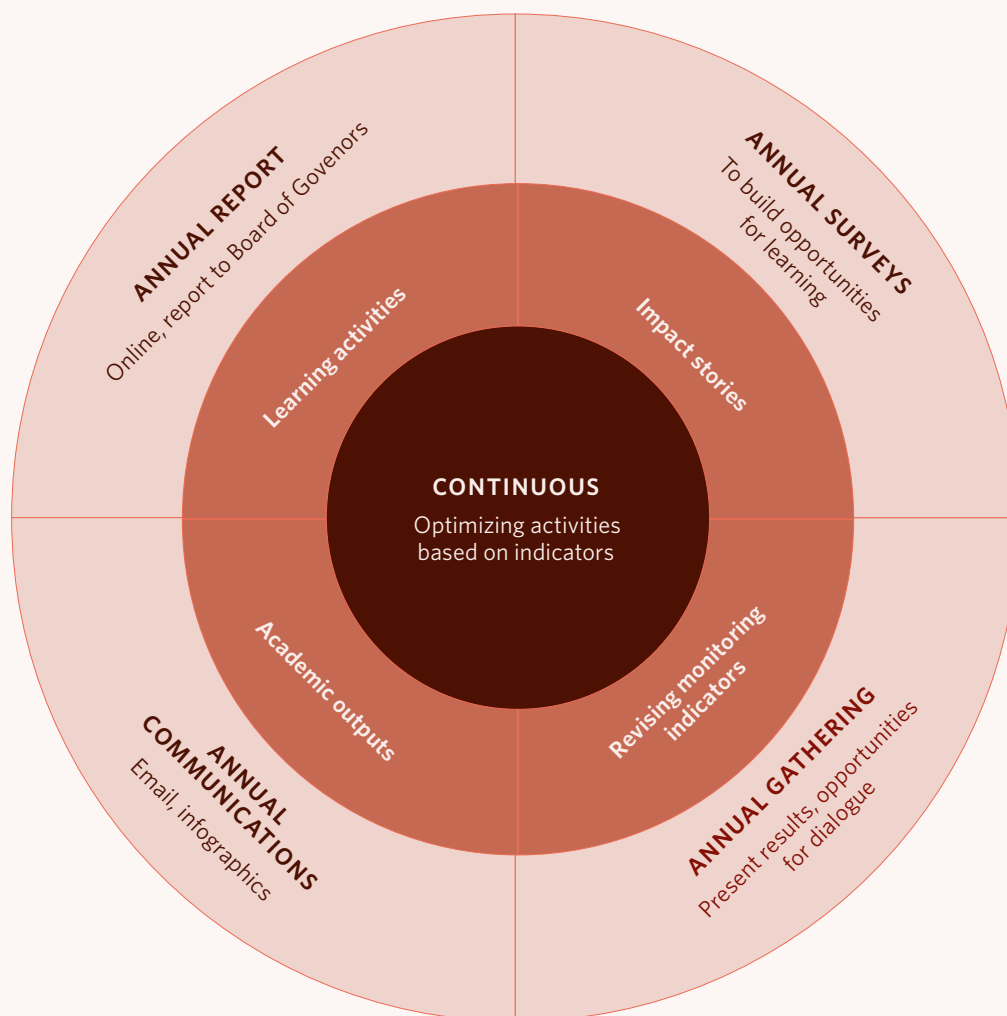 ANNUAL REPORT
Online, report to Board of Govenors
ANNUAL SURVEYS
To build opportunities
for learning
Learning activities
Impact stories
CONTINUOUS
Optimizing activities
based on indicators
Academic outputs
Revising monitoring
indicators
ANNUAL
COMMUNICATIONS
Email, infographics
ANNUAL GATHERING
Present results, opportunities
for dialogue